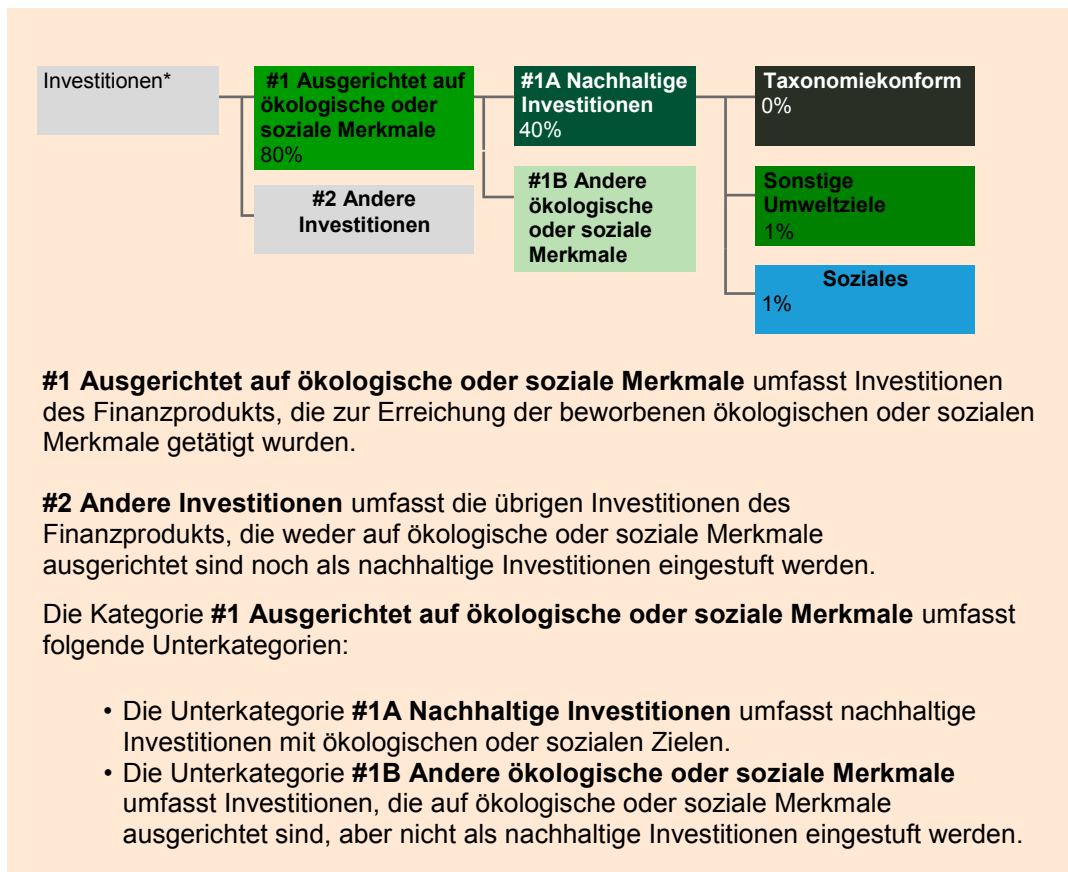 Investitionen*
#1 Ausgerichtet auf
ökologische oder
soziale Merkmale
80%
#2 Andere
Investitionen
#1A Nachhaltige
Investitionen
40%
#1B Andere
ökologische
oder soziale
Merkmale
Taxonomiekonform
0%
Sonstige
Umweltziele
1%
Soziales
1%
#1 Ausgerichtet auf ökologische oder soziale Merkmale umfasst Investitionen
des Finanzprodukts, die zur Erreichung der beworbenen ökologischen oder sozialen
Merkmale getätigt wurden.
#2 Andere Investitionen umfasst die übrigen Investitionen des
Finanzprodukts, die weder auf ökologische oder soziale Merkmale
ausgerichtet sind noch als nachhaltige Investitionen eingestuft werden.
Die Kategorie #1 Ausgerichtet auf ökologische oder soziale Merkmale umfasst
folgende Unterkategorien:
• Die Unterkategorie #1A Nachhaltige Investitionen umfasst nachhaltige
Investitionen mit ökologischen oder sozialen Zielen.
• Die Unterkategorie #1B Andere ökologische oder soziale Merkmale
umfasst Investitionen, die auf ökologische oder soziale Merkmale
ausgerichtet sind, aber nicht als nachhaltige Investitionen eingestuft werden.